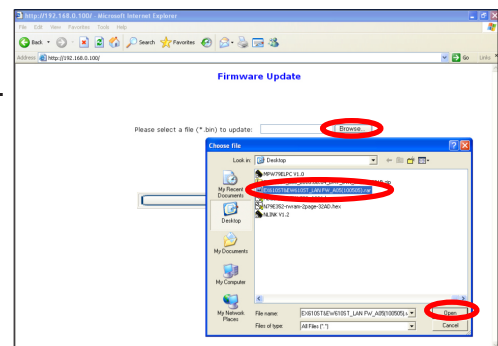 http://192.168.0.100/ - Microsoft Internet Explorer
File Edit View Favorites Tools Help
Back Search Favorites
Address http://192.168.0.100/ Go Links
Firmware Update
Please select a file (*.bin) to update: Browse...
Choose file
Look in: Desktop
My Recent Documents
Desktop
My Documents
My Computer
My Network Places
MPW79ELPC V1.0
EX610ST&EW610ST_LAN FW_A05(100505).rar
N79E352-nvram-2page-32AD.hex
NLINK V1.2
File name: EX610ST&EW610ST_LAN FW_A05(100505).r Open
Files of type: All Files (*.*) Cancel